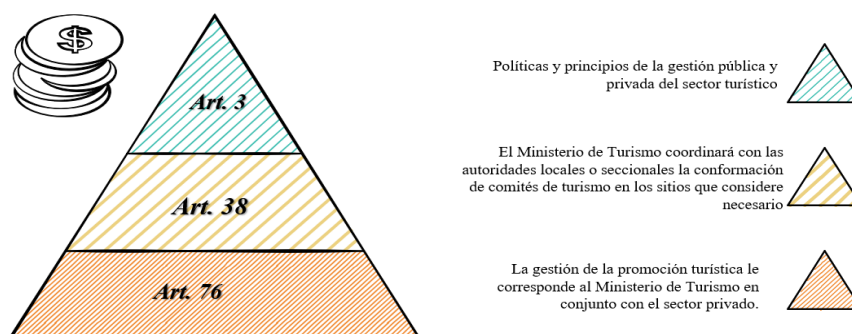 $
Art. 3
Art. 38
Art. 76
Políticas y principios de la gestión pública y
privada del sector turístico
El Ministerio de Turismo coordinará con las
autoridades locales o seccionales la conformación
de comités de turismo en los sitios que considere
necesario
La gestión de la promoción turística le
corresponde al Ministerio de Turismo en
conjunto con el sector privado.